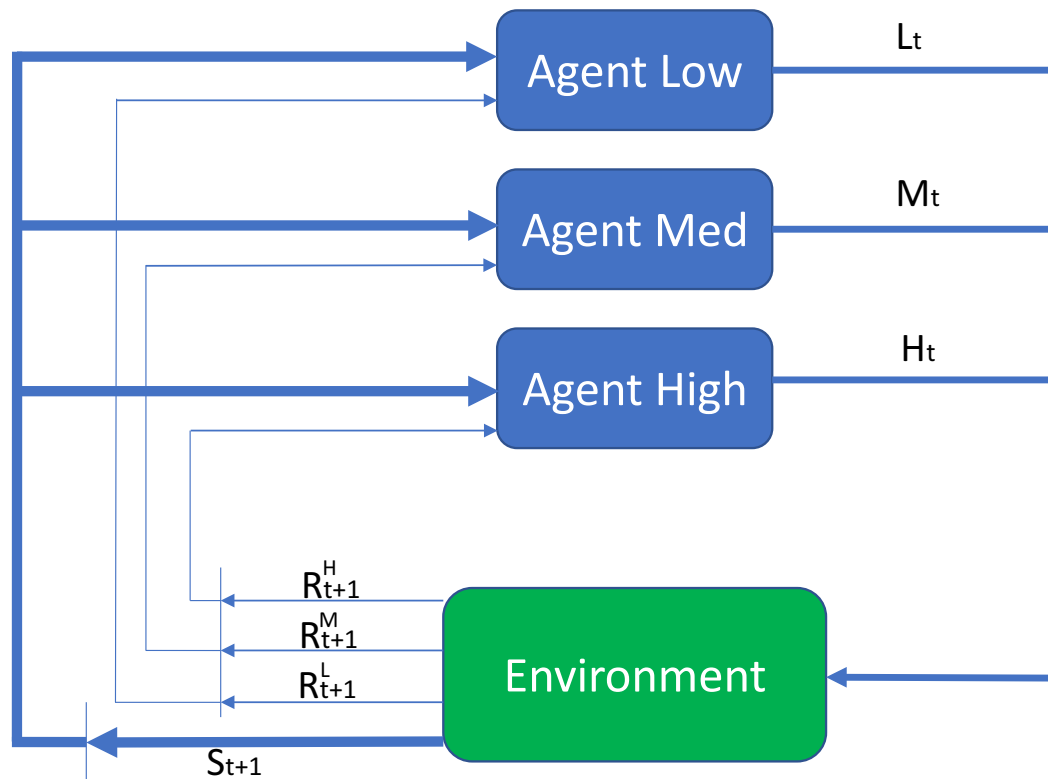 Agent Low
Lt
Agent Med
Mt
Agent High
Ht
R^H_t+1
R^M_t+1
R^L_t+1
Environment
St+1